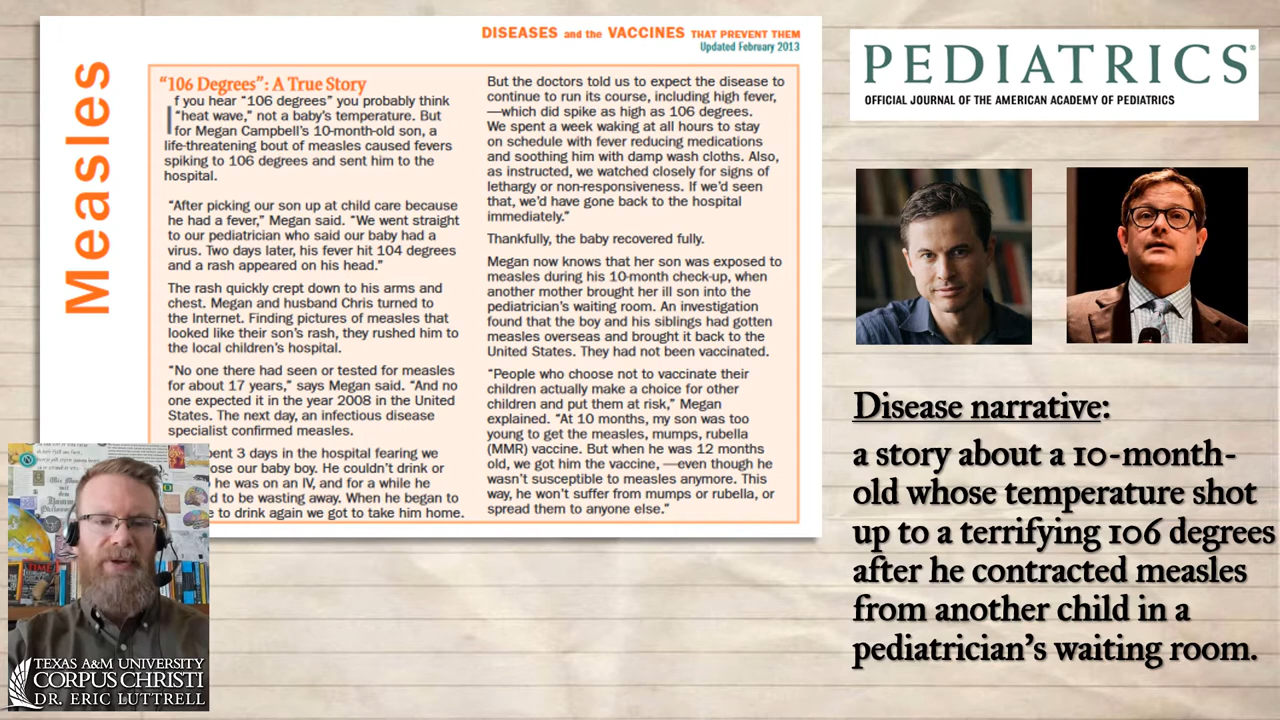 DISEASES and the VACCINES THAT PREVENT THEM
Updated February 2013
Measles
“106 Degrees”: A True Story
If you hear “106 degrees” you probably think
“heat wave,” not a baby’s temperature. But
for Megan Campbell’s 10-month-old son, a
life-threatening bout of measles caused fevers
spiking to 106 degrees and sent him to the
hospital.
“After picking our son up at child care because
he had a fever,” Megan said. “We went straight
to our pediatrician who said our baby had a
virus. Two days later, his fever hit 104 degrees
and a rash appeared on his head.”
The rash quickly crept down to his arms and
chest. Megan and husband Chris turned to
the Internet. Finding pictures of measles that
looked like their son’s rash, they rushed him to
the local children’s hospital.
“No one there had seen or tested for measles
for about 17 years,” says Megan said. “And no
one expected it in the year 2008 in the United
States. The next day, an infectious disease
specialist confirmed measles.
pent 3 days in the hospital fearing we
ose our baby boy. He couldn’t drink or
he was on an IV, and for a while he
d to be wasting away. When he began to
e to drink again we got to take him home.
But the doctors told us to expect the disease to
continue to run its course, including high fever,
—which did spike as high as 106 degrees.
We spent a week waking at all hours to stay
on schedule with fever reducing medications
and soothing him with damp wash cloths. Also,
as instructed, we watched closely for signs of
lethargy or non-responsiveness. If we’d seen
that, we’d have gone back to the hospital
immediately.”
Thankfully, the baby recovered fully.
Megan now knows that her son was exposed to
measles during his 10-month check-up, when
another mother brought her ill son into the
pediatrician’s waiting room. An investigation
found that the boy and his siblings had gotten
measles overseas and brought it back to the
United States. They had not been vaccinated.
“People who choose not to vaccinate their
children actually make a choice for other
children and put them at risk,” Megan
explained. “At 10 months, my son was too
young to get the measles, mumps, rubella
(MMR) vaccine. But when he was 12 months
old, we got him the vaccine, —even though he
wasn’t susceptible to measles anymore. This
way, he won’t suffer from mumps or rubella, or
spread them to anyone else.”
PEDIATRICS®
OFFICIAL JOURNAL OF THE AMERICAN ACADEMY OF PEDIATRICS
Disease narrative:
a story about a 10-month-
old whose temperature shot
up to a terrifying 106 degrees
after he contracted measles
from another child in a
pediatrician’s waiting room.
TIME
TEXAS A&M UNIVERSITY
CORPUS CHRISTI
DR. ERIC LUTTRELL